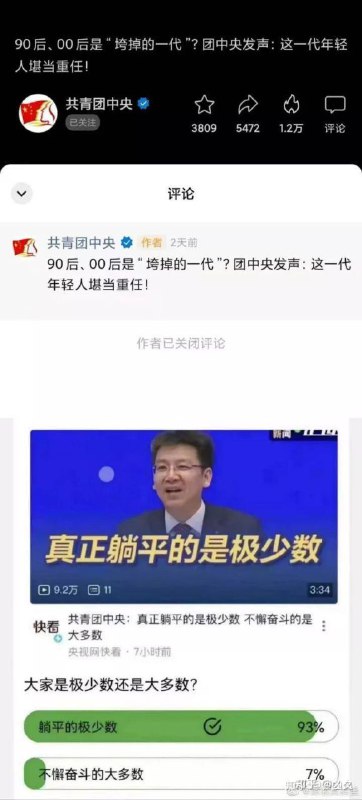 90后、00后是“垮掉的一代”？团中央发声：这一代年轻
人堪当重任！
共青团中央
已关注
3809
5472
1.2万
评论
评论
共青团中央 作者 2天前
90后、00后是“垮掉的一代”？团中央发声：这一代
年轻人堪当重任！
作者已关闭评论
新闻
真正躺平的是极少数
9.2万 11
3:34
快看
共青团中央：真正躺平的是极少数 不懈奋斗的是
大多数
央视网快看·7小时前
大家是极少数还是大多数？
躺平的极少数 93%
不懈奋斗的大多数 7%